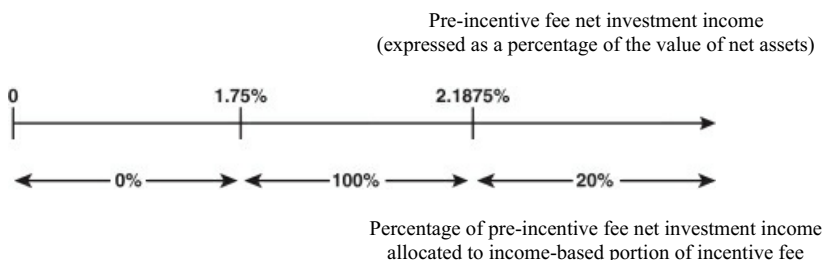 Pre-incentive fee net investment income
(expressed as a percentage of the value of net assets)
0 1.75% 2.1875%
0% 100% 20%
Percentage of pre-incentive fee net investment income
allocated to income-based portion of incentive fee